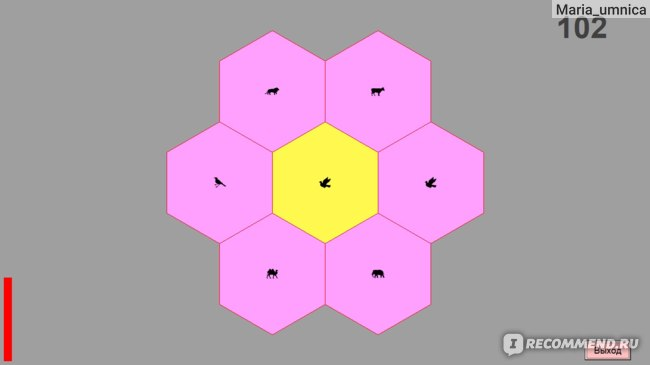 Maria_umnica
102
I RECOMMEND.RU
Выход